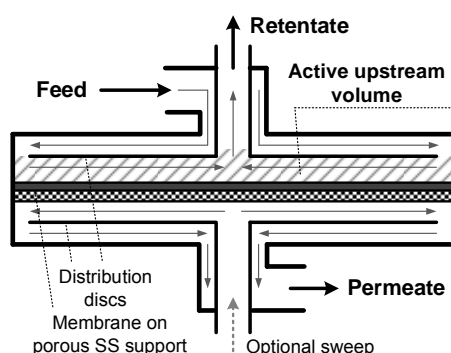 Retentate
Feed
Active upstream
volume
Distribution
discs
Permeate
Membrane on
porous SS support
Optional sweep